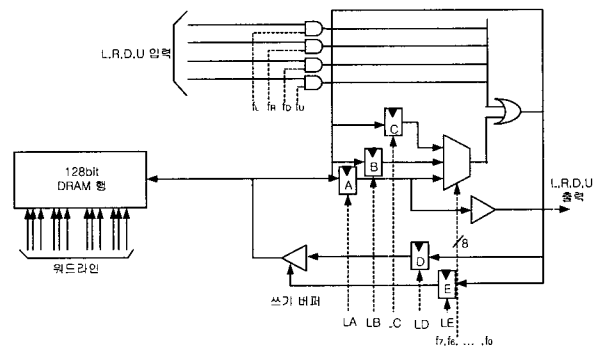 L.R.D.U 입력
fL fR fD fU
C
B
A
128bit
DRAM 행
L.R.D.U
출력
8
D
E
워드라인
쓰기 버퍼
LA LB LC LD LE
f7,f6, ... ,f0